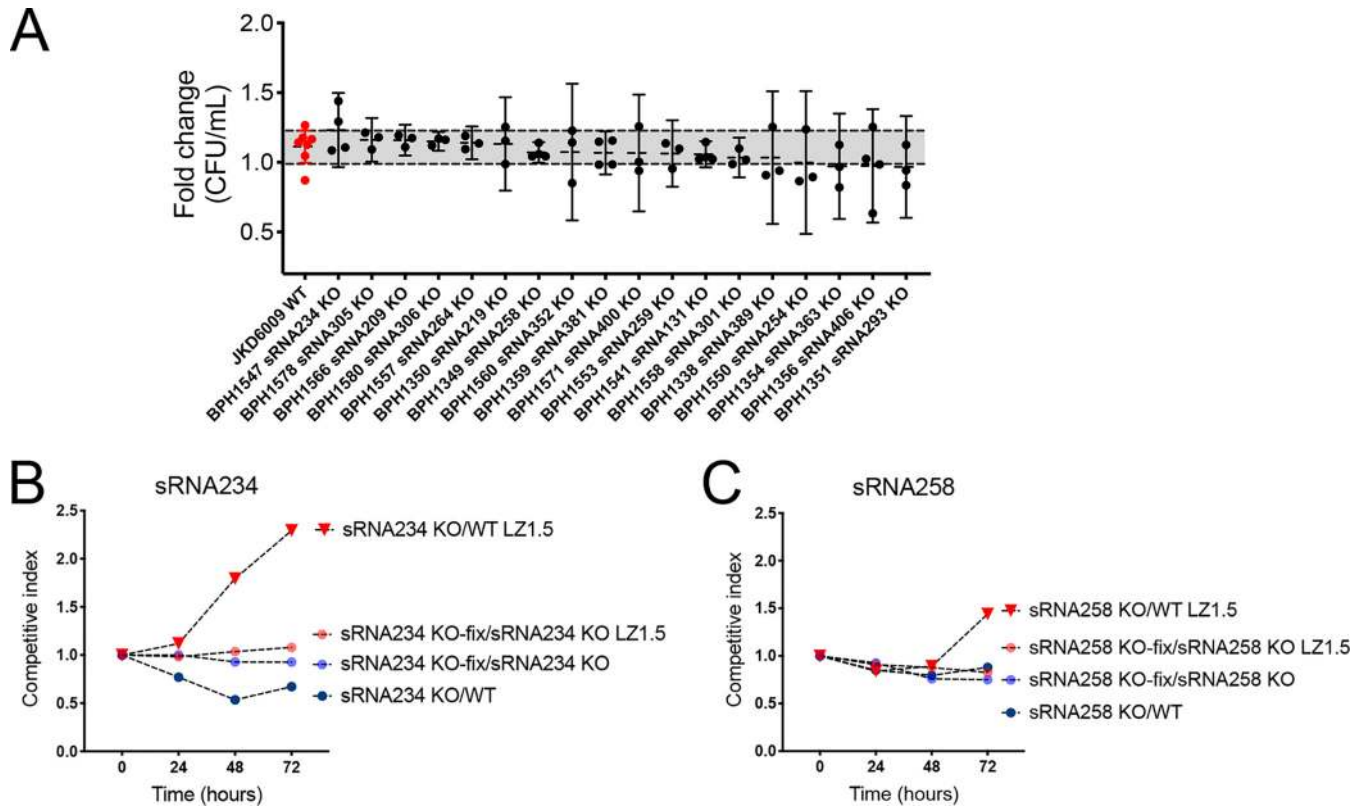 A
Fold change
(CFU/mL)
2.0
1.5
1.0
0.5
JKD6009 WT
BPH1547 sRNA234 KO
BPH1578 sRNA305 KO
BPH1566 sRNA209 KO
BPH1580 sRNA306 KO
BPH1557 sRNA264 KO
BPH1350 sRNA219 KO
BPH1349 sRNA258 KO
BPH1560 sRNA352 KO
BPH1359 sRNA381 KO
BPH1571 sRNA400 KO
BPH1553 sRNA259 KO
BPH1541 sRNA131 KO
BPH1558 sRNA301 KO
BPH1338 sRNA389 KO
BPH1550 sRNA254 KO
BPH1354 sRNA363 KO
BPH1356 sRNA406 KO
BPH1351 sRNA293 KO
B
sRNA234
Competitive index
2.5
2.0
1.5
1.0
0.5
0.0
0 24 48 72
Time (hours)
sRNA234 KO/WT LZ1.5
sRNA234 KO-fix/sRNA234 KO LZ1.5
sRNA234 KO-fix/sRNA234 KO
sRNA234 KO/WT
C
sRNA258
Competitive index
2.5
2.0
1.5
1.0
0.5
0.0
0 24 48 72
Time (hours)
sRNA258 KO/WT LZ1.5
sRNA258 KO-fix/sRNA258 KO LZ1.5
sRNA258 KO-fix/sRNA258 KO
sRNA258 KO/WT